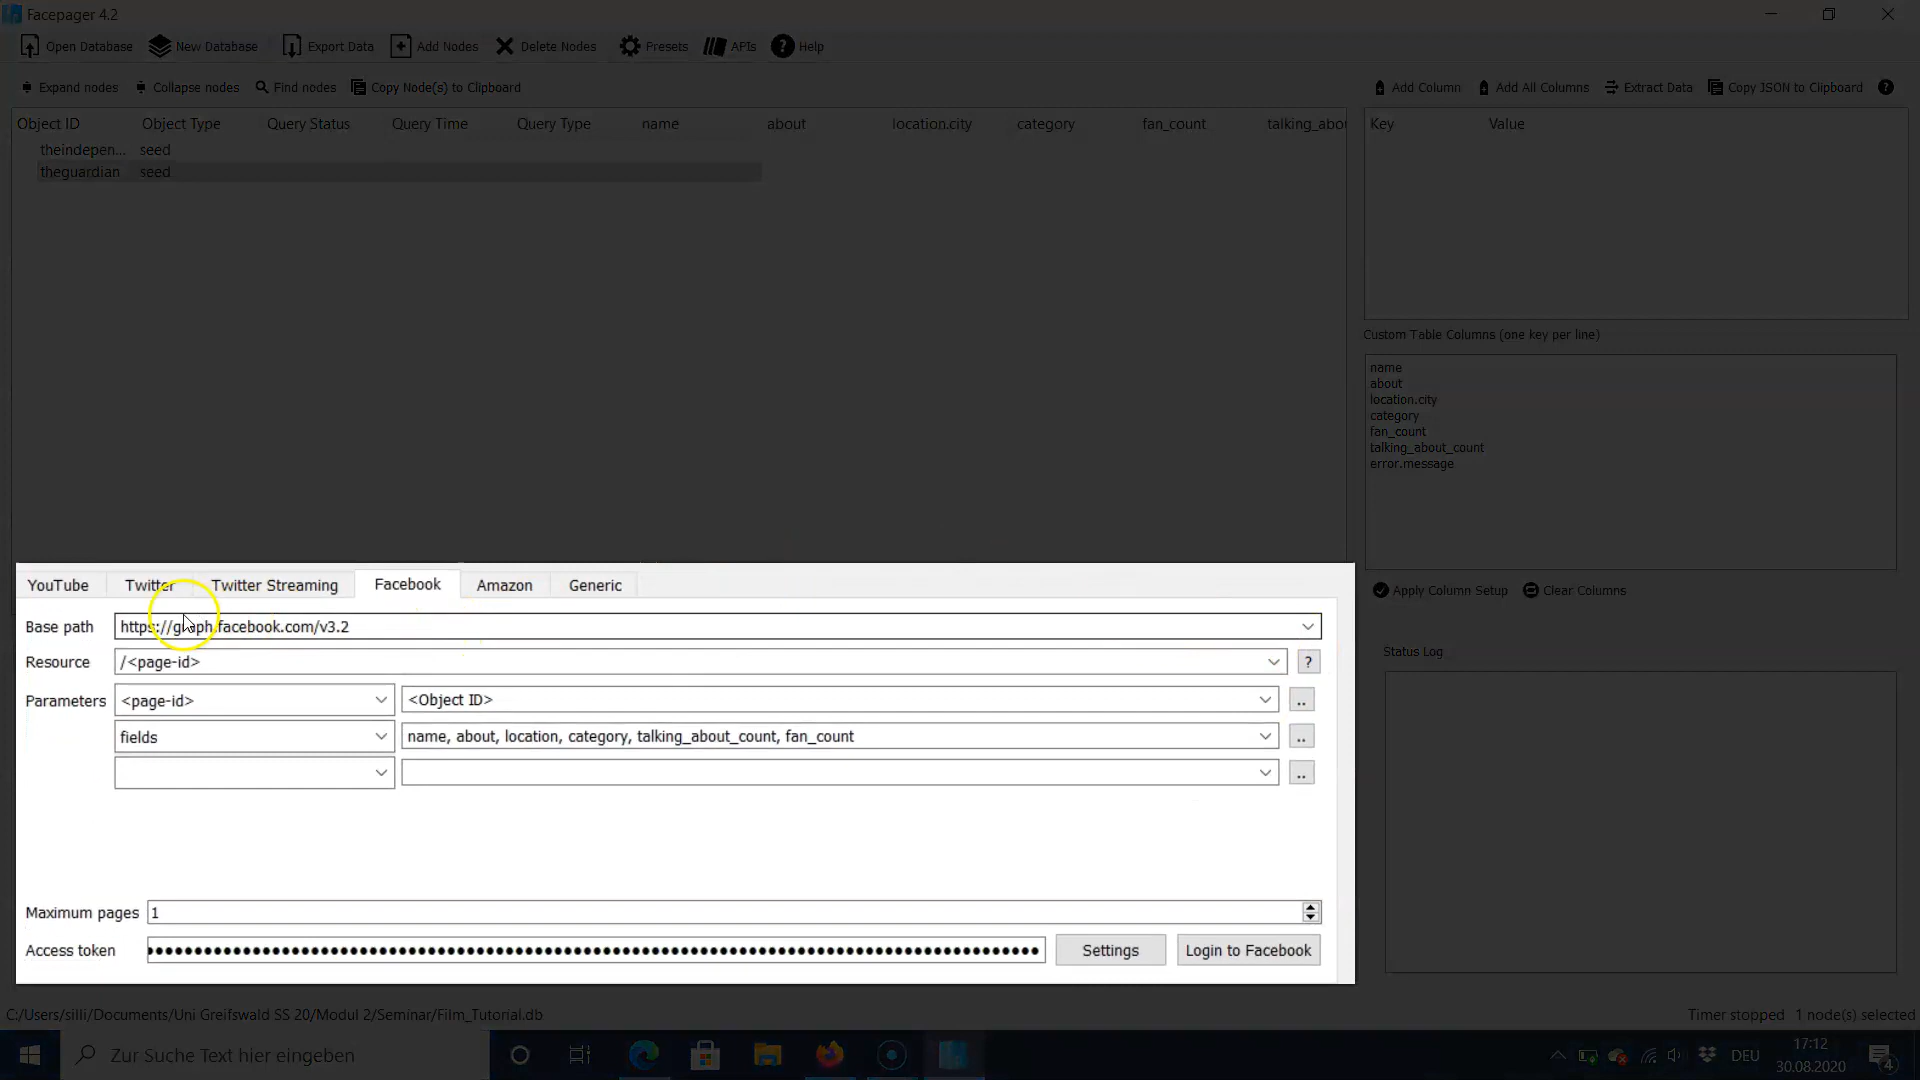 Facepager 4.2
Open Database New Database Export Data Add Nodes Delete Nodes Presets APIs Help
Expand nodes Collapse nodes Find nodes Copy Node(s) to Clipboard
Add Column Add All Columns Extract Data Copy JSON to Clipboard
Object ID Object Type Query Status Query Time Query Type name about location.city category fan_count talking_abou
theindepen... seed
theguardian seed
Key Value
Custom Table Columns (one key per line)
name
about
location.city
category
fan_count
talking_about_count
error.message
Apply Column Setup Clear Columns
Status Log
YouTube Twitter Twitter Streaming Facebook Amazon Generic
Base path https://graph.facebook.com/v3.2
Resource /<page-id> ?
Parameters <page-id> <Object ID> ..
fields name, about, location, category, talking_about_count, fan_count ..
..
Maximum pages 1
Access token Settings Login to Facebook
C:/Users/silli/Documents/Uni Greifswald SS 20/Modul 2/Seminar/Film_Tutorial.db
Timer stopped 1 node(s) selected
Zur Suche Text hier eingeben
DEU
17:12
30.08.2020
4